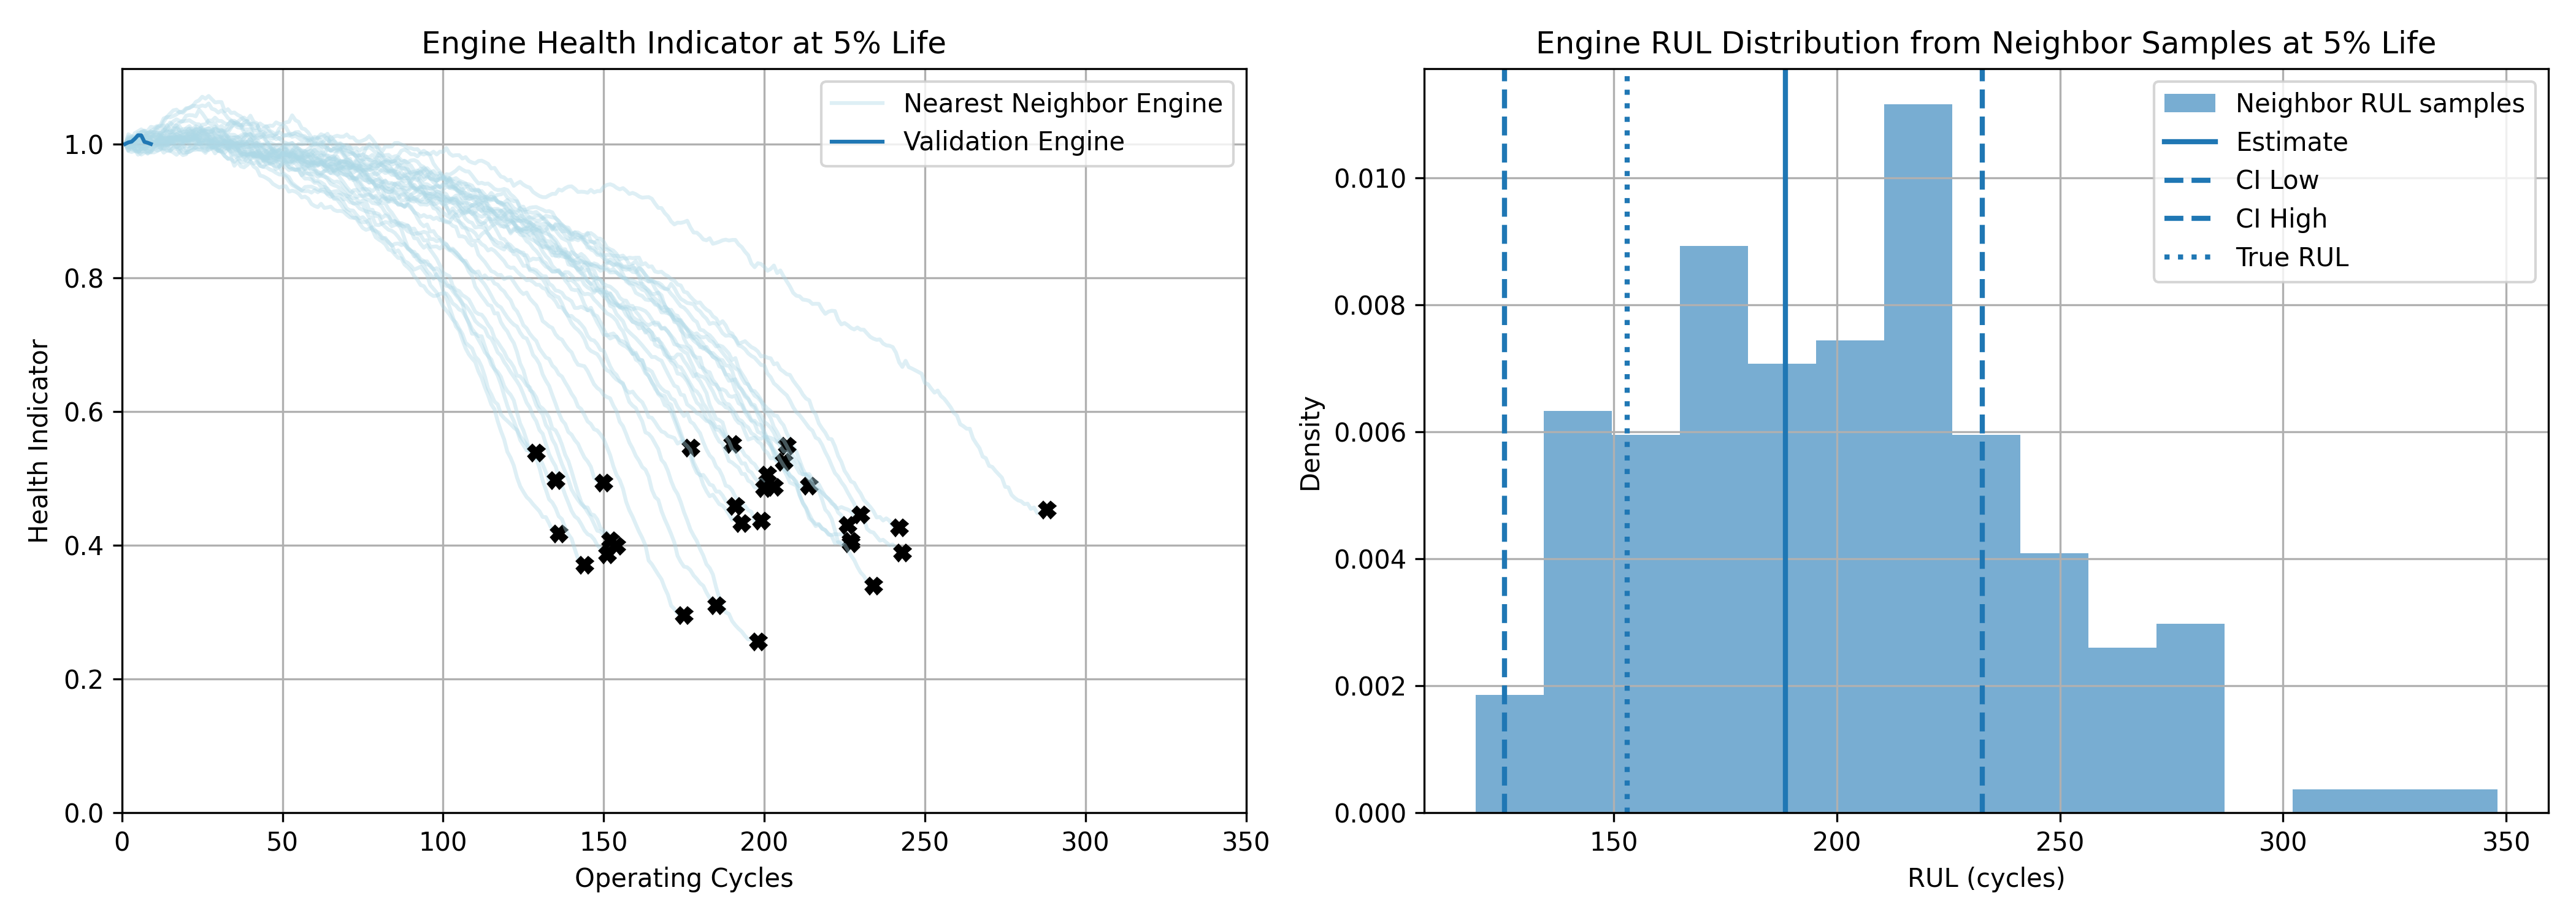 Engine Health Indicator at 5% Life
Nearest Neighbor Engine
Validation Engine
1.0
0.8
0.6
0.4
0.2
0.0
Health Indicator
0 50 100 150 200 250 300 350
Operating Cycles
Engine RUL Distribution from Neighbor Samples at 5% Life
Neighbor RUL samples
Estimate
CI Low
CI High
True RUL
0.010
0.008
0.006
0.004
0.002
0.000
Density
150 200 250 300 350
RUL (cycles)